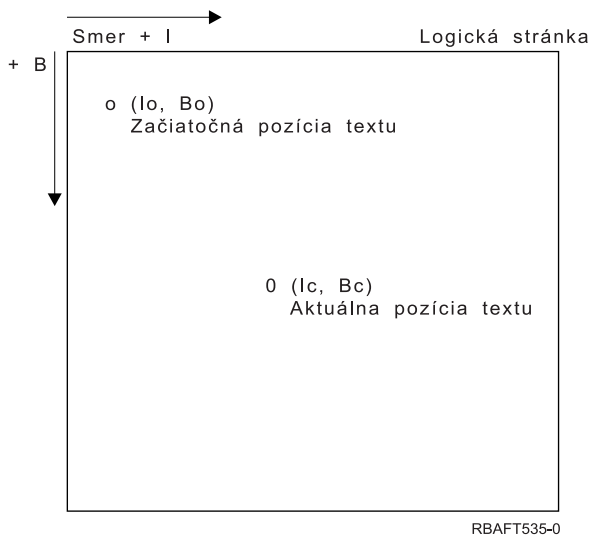 Smer + I
Logická stránka
+ B
o (Io, Bo)
Začiatočná pozícia textu
0 (Ic, Bc)
Aktuálna pozícia textu
RBAFT535-0